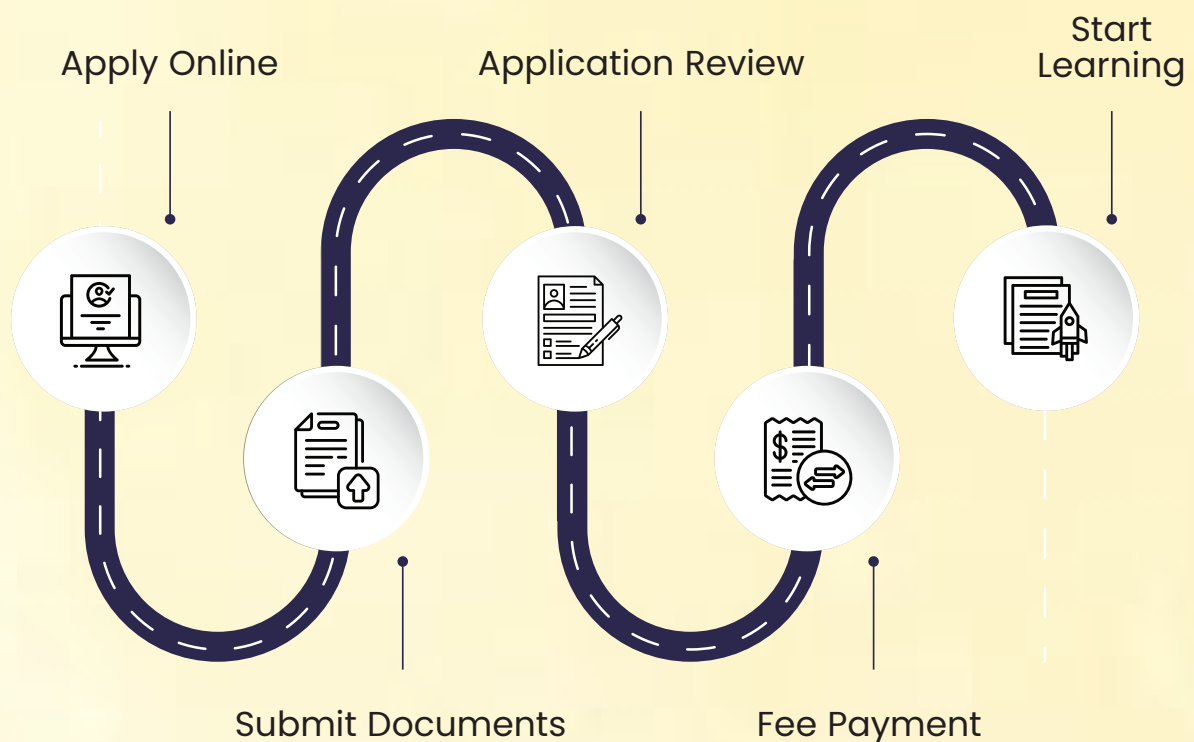 Apply Online
Submit Documents
Application Review
Fee Payment
Start
Learning